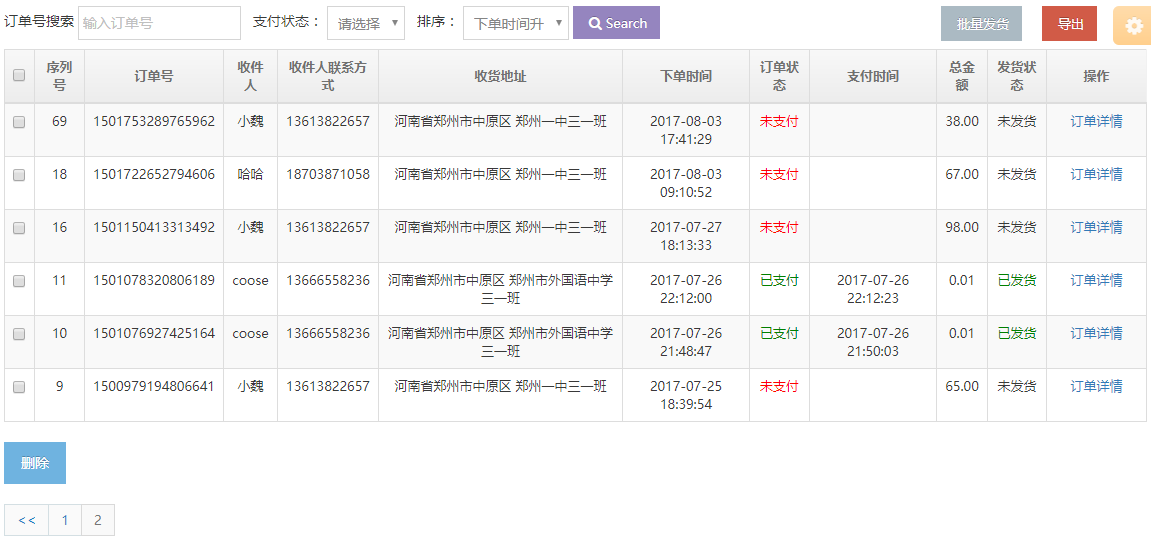 订单号搜索 输入订单号 支付状态： 请选择 排序： 下单时间升 Search 批量发货 导出
序列号 订单号 收件人 收件人联系方式 收货地址 下单时间 订单状态 支付时间 总金额 发货状态 操作
69 1501753289765962 小魏 13613822657 河南省郑州市中原区 郑州一中三一班 2017-08-03 17:41:29 未支付 38.00 未发货 订单详情
18 1501722652794606 哈哈 18703871058 河南省郑州市中原区 郑州一中三一班 2017-08-03 09:10:52 未支付 67.00 未发货 订单详情
16 1501150413313492 小魏 13613822657 河南省郑州市中原区 郑州一中三一班 2017-07-27 18:13:33 未支付 98.00 未发货 订单详情
11 1501078320806189 coose 13666558236 河南省郑州市中原区 郑州市外国语中学三一班 2017-07-26 22:12:00 已支付 2017-07-26 22:12:23 0.01 已发货 订单详情
10 1501076927425164 coose 13666558236 河南省郑州市中原区 郑州市外国语中学三一班 2017-07-26 21:48:47 已支付 2017-07-26 21:50:03 0.01 已发货 订单详情
9 1500979194806641 小魏 13613822657 河南省郑州市中原区 郑州一中三一班 2017-07-25 18:39:54 未支付 65.00 未发货 订单详情
删除
<< 1 2